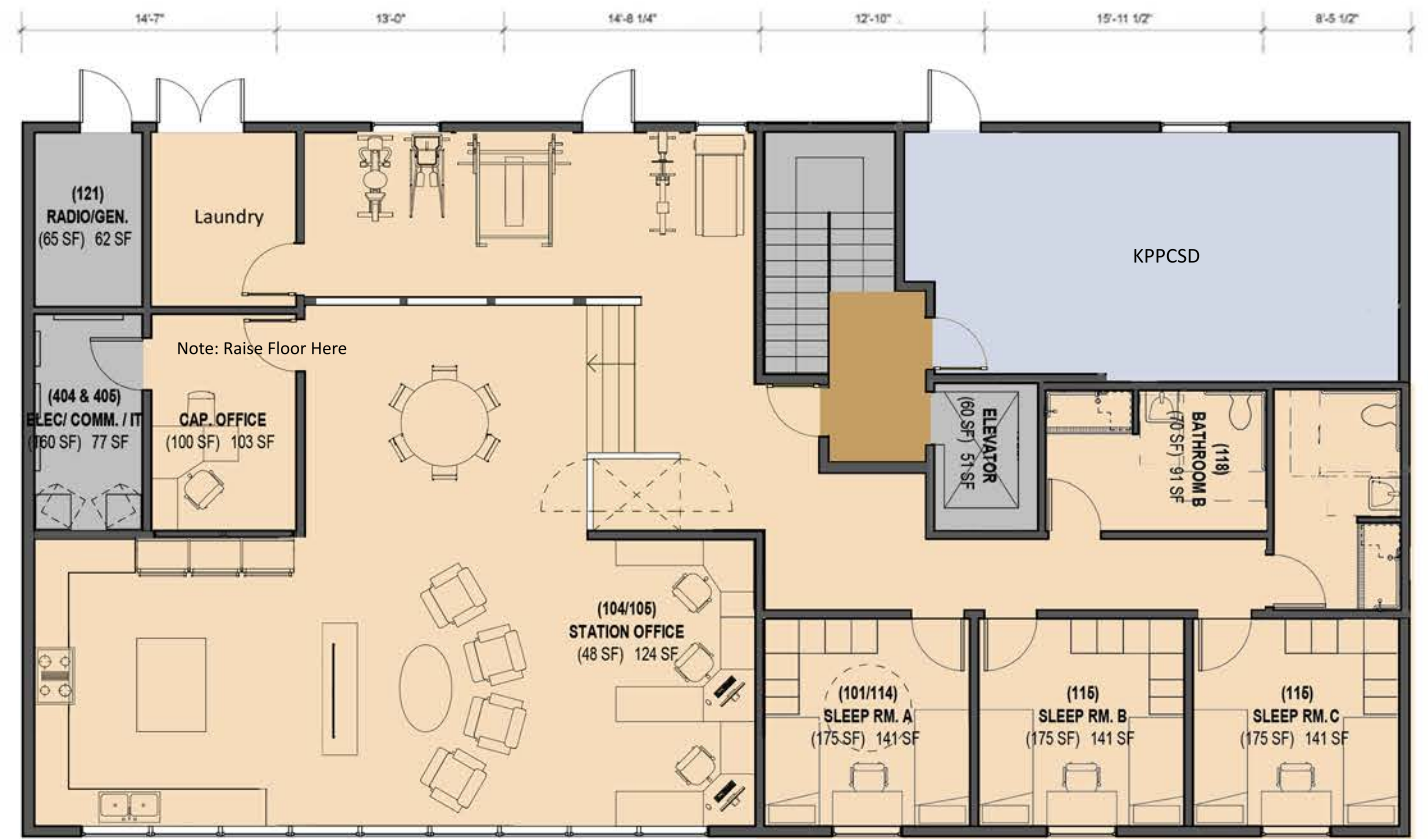 14'-7" 13'-0" 14'-8 1/4" 12'-10" 15'-11 1/2" 8'-5 1/2"
(121)
RADIO/GEN.
(65 SF) 62 SF
Laundry
KPPCSD
Note: Raise Floor Here
(404 & 405)
ELEC/ COMM. / IT
(160 SF) 77 SF
CAP. OFFICE
(100 SF) 103 SF
ELEVATOR
(60 SF) 51 SF
(118)
BATHROOM B
(70 SF) 91 SF
(104/105)
STATION OFFICE
(48 SF) 124 SF
(101/114)
SLEEP RM. A
(175 SF) 141 SF
(115)
SLEEP RM. B
(175 SF) 141 SF
(115)
SLEEP RM. C
(175 SF) 141 SF